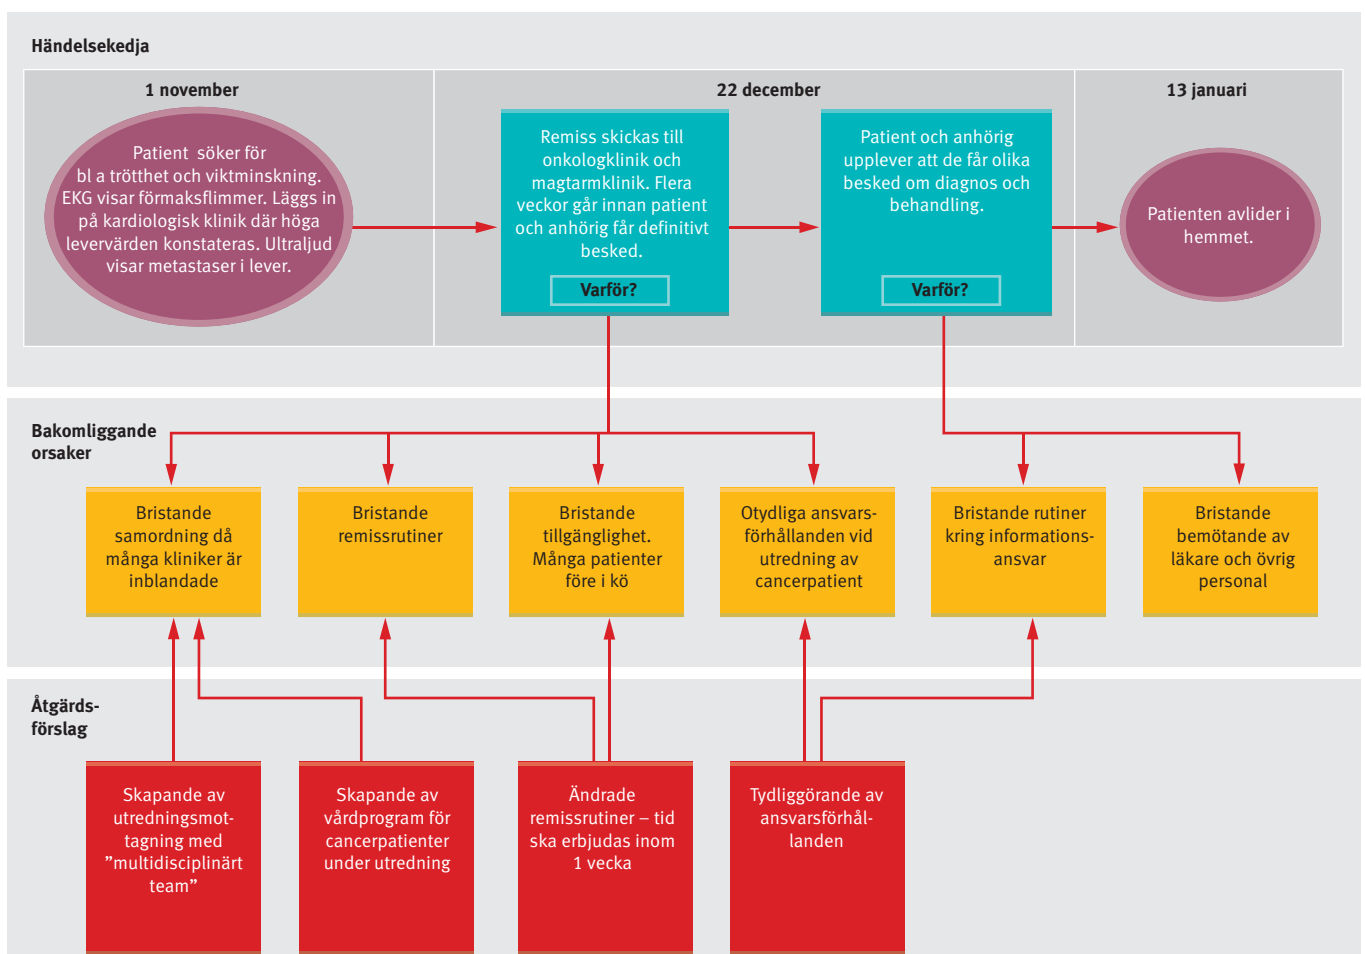 Händelsekedja
1 november
22 december
13 januari
Patient söker för
bl a trötthet och viktminskning.
EKG visar förmaksflimmer. Läggs in
på kardiologisk klinik där höga
levervärden konstateras. Ultraljud
visar metastaser i lever.
Remiss skickas till
onkologklinik och
magtarmklinik. Flera
veckor går innan patient
och anhörig får definitivt
besked.
Varför?
Patient och anhörig
upplever att de får olika
besked om diagnos och
behandling.
Varför?
Patienten avlider i
hemmet.
Bakomliggande
orsaker
Bristande
samordning då
många kliniker är
inblandade
Bristande
remissrutiner
Bristande
tillgänglighet.
Många patienter
före i kö
Otydliga ansvars-
förhållanden vid
utredning av
cancerpatient
Bristande rutiner
kring informations-
ansvar
Bristande
bemötande av
läkare och övrig
personal
Åtgärds-
förslag
Skapande av
utredningsmot-
tagning med
”multidisciplinärt
team”
Skapande av
vårdprogram för
cancerpatienter
under utredning
Ändrade
remissrutiner – tid
ska erbjudas inom
1 vecka
Tydliggörande av
ansvarsförhål-
landen